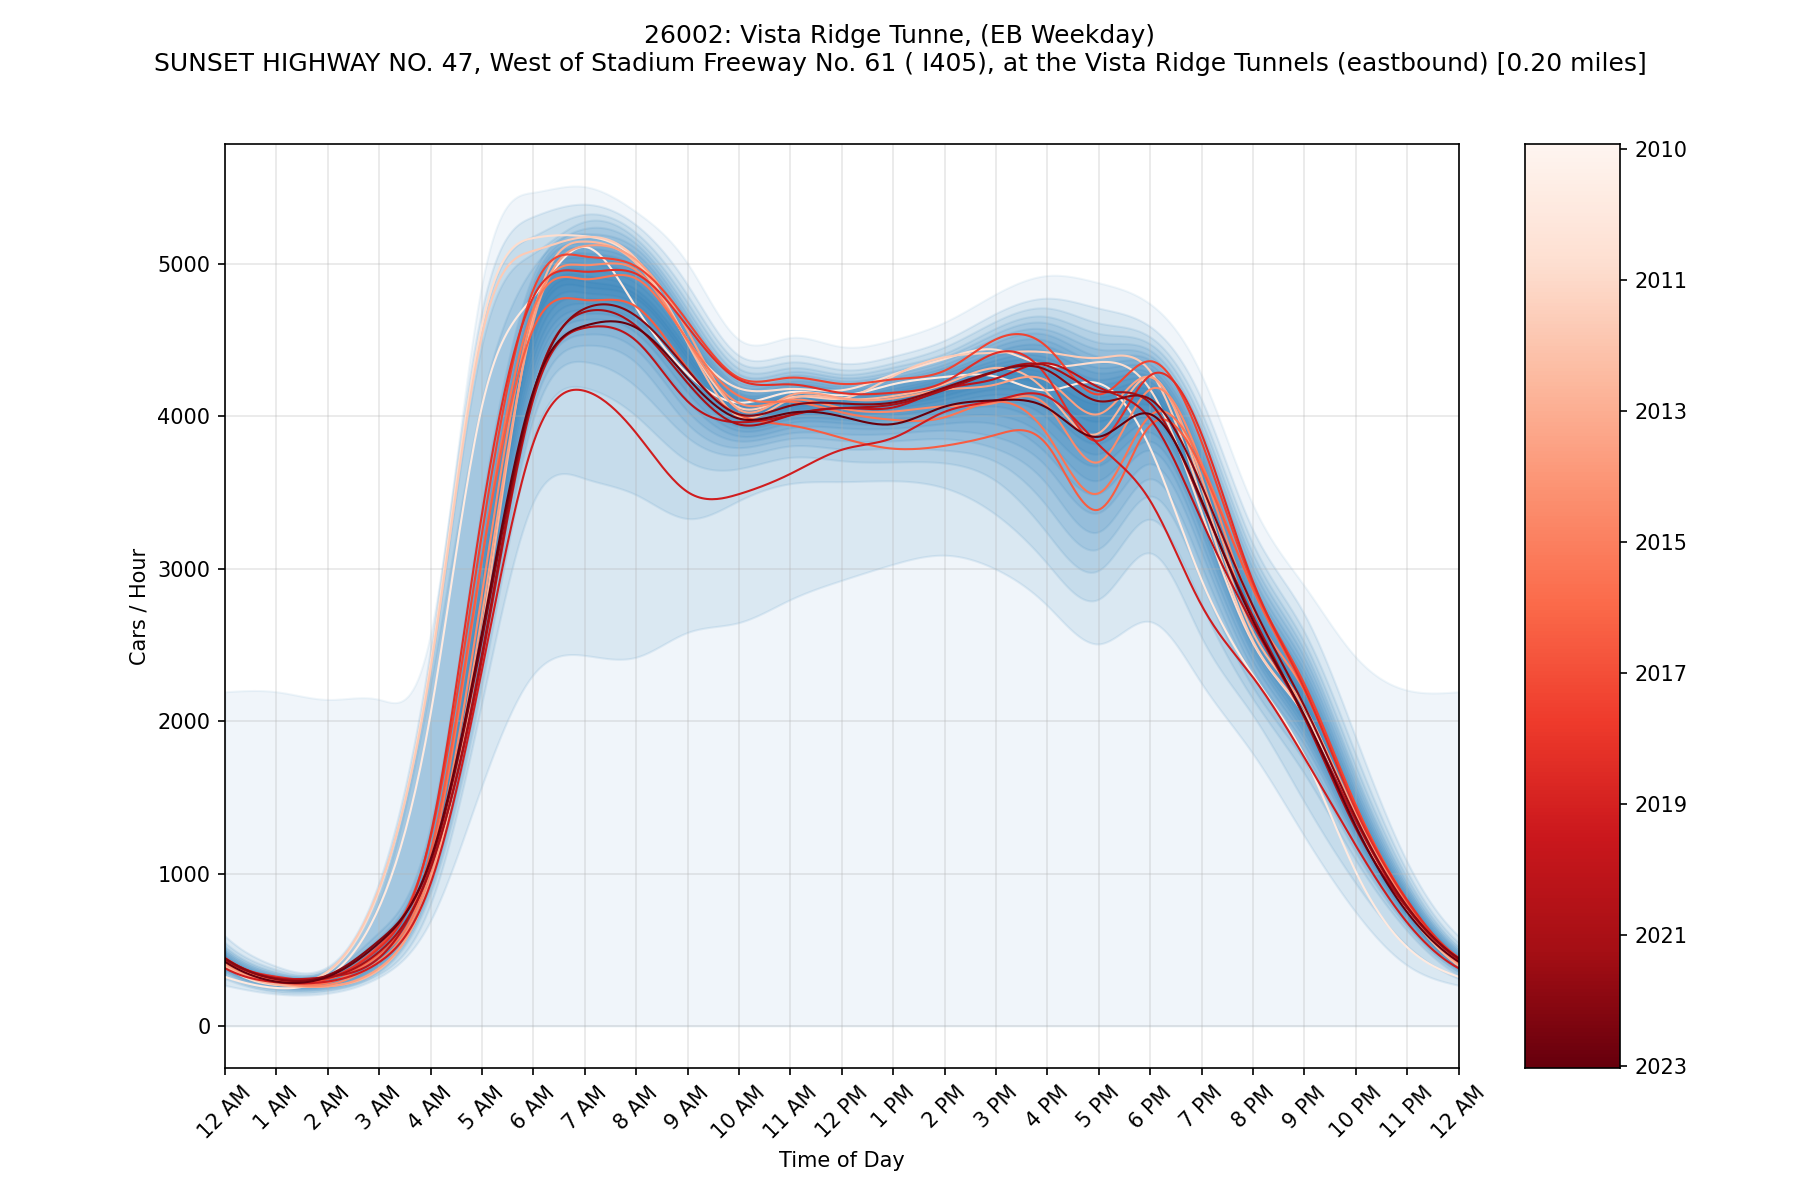 26002: Vista Ridge Tunne, (EB Weekday)
SUNSET HIGHWAY NO. 47, West of Stadium Freeway No. 61 ( I405), at the Vista Ridge Tunnels (eastbound) [0.20 miles]
Cars / Hour
5000
4000
3000
2000
1000
0
12 AM
1 AM
2 AM
3 AM
4 AM
5 AM
6 AM
7 AM
8 AM
9 AM
10 AM
11 AM
12 PM
1 PM
2 PM
3 PM
4 PM
5 PM
6 PM
7 PM
8 PM
9 PM
10 PM
11 PM
12 AM
Time of Day
2010
2011
2013
2015
2017
2019
2021
2023